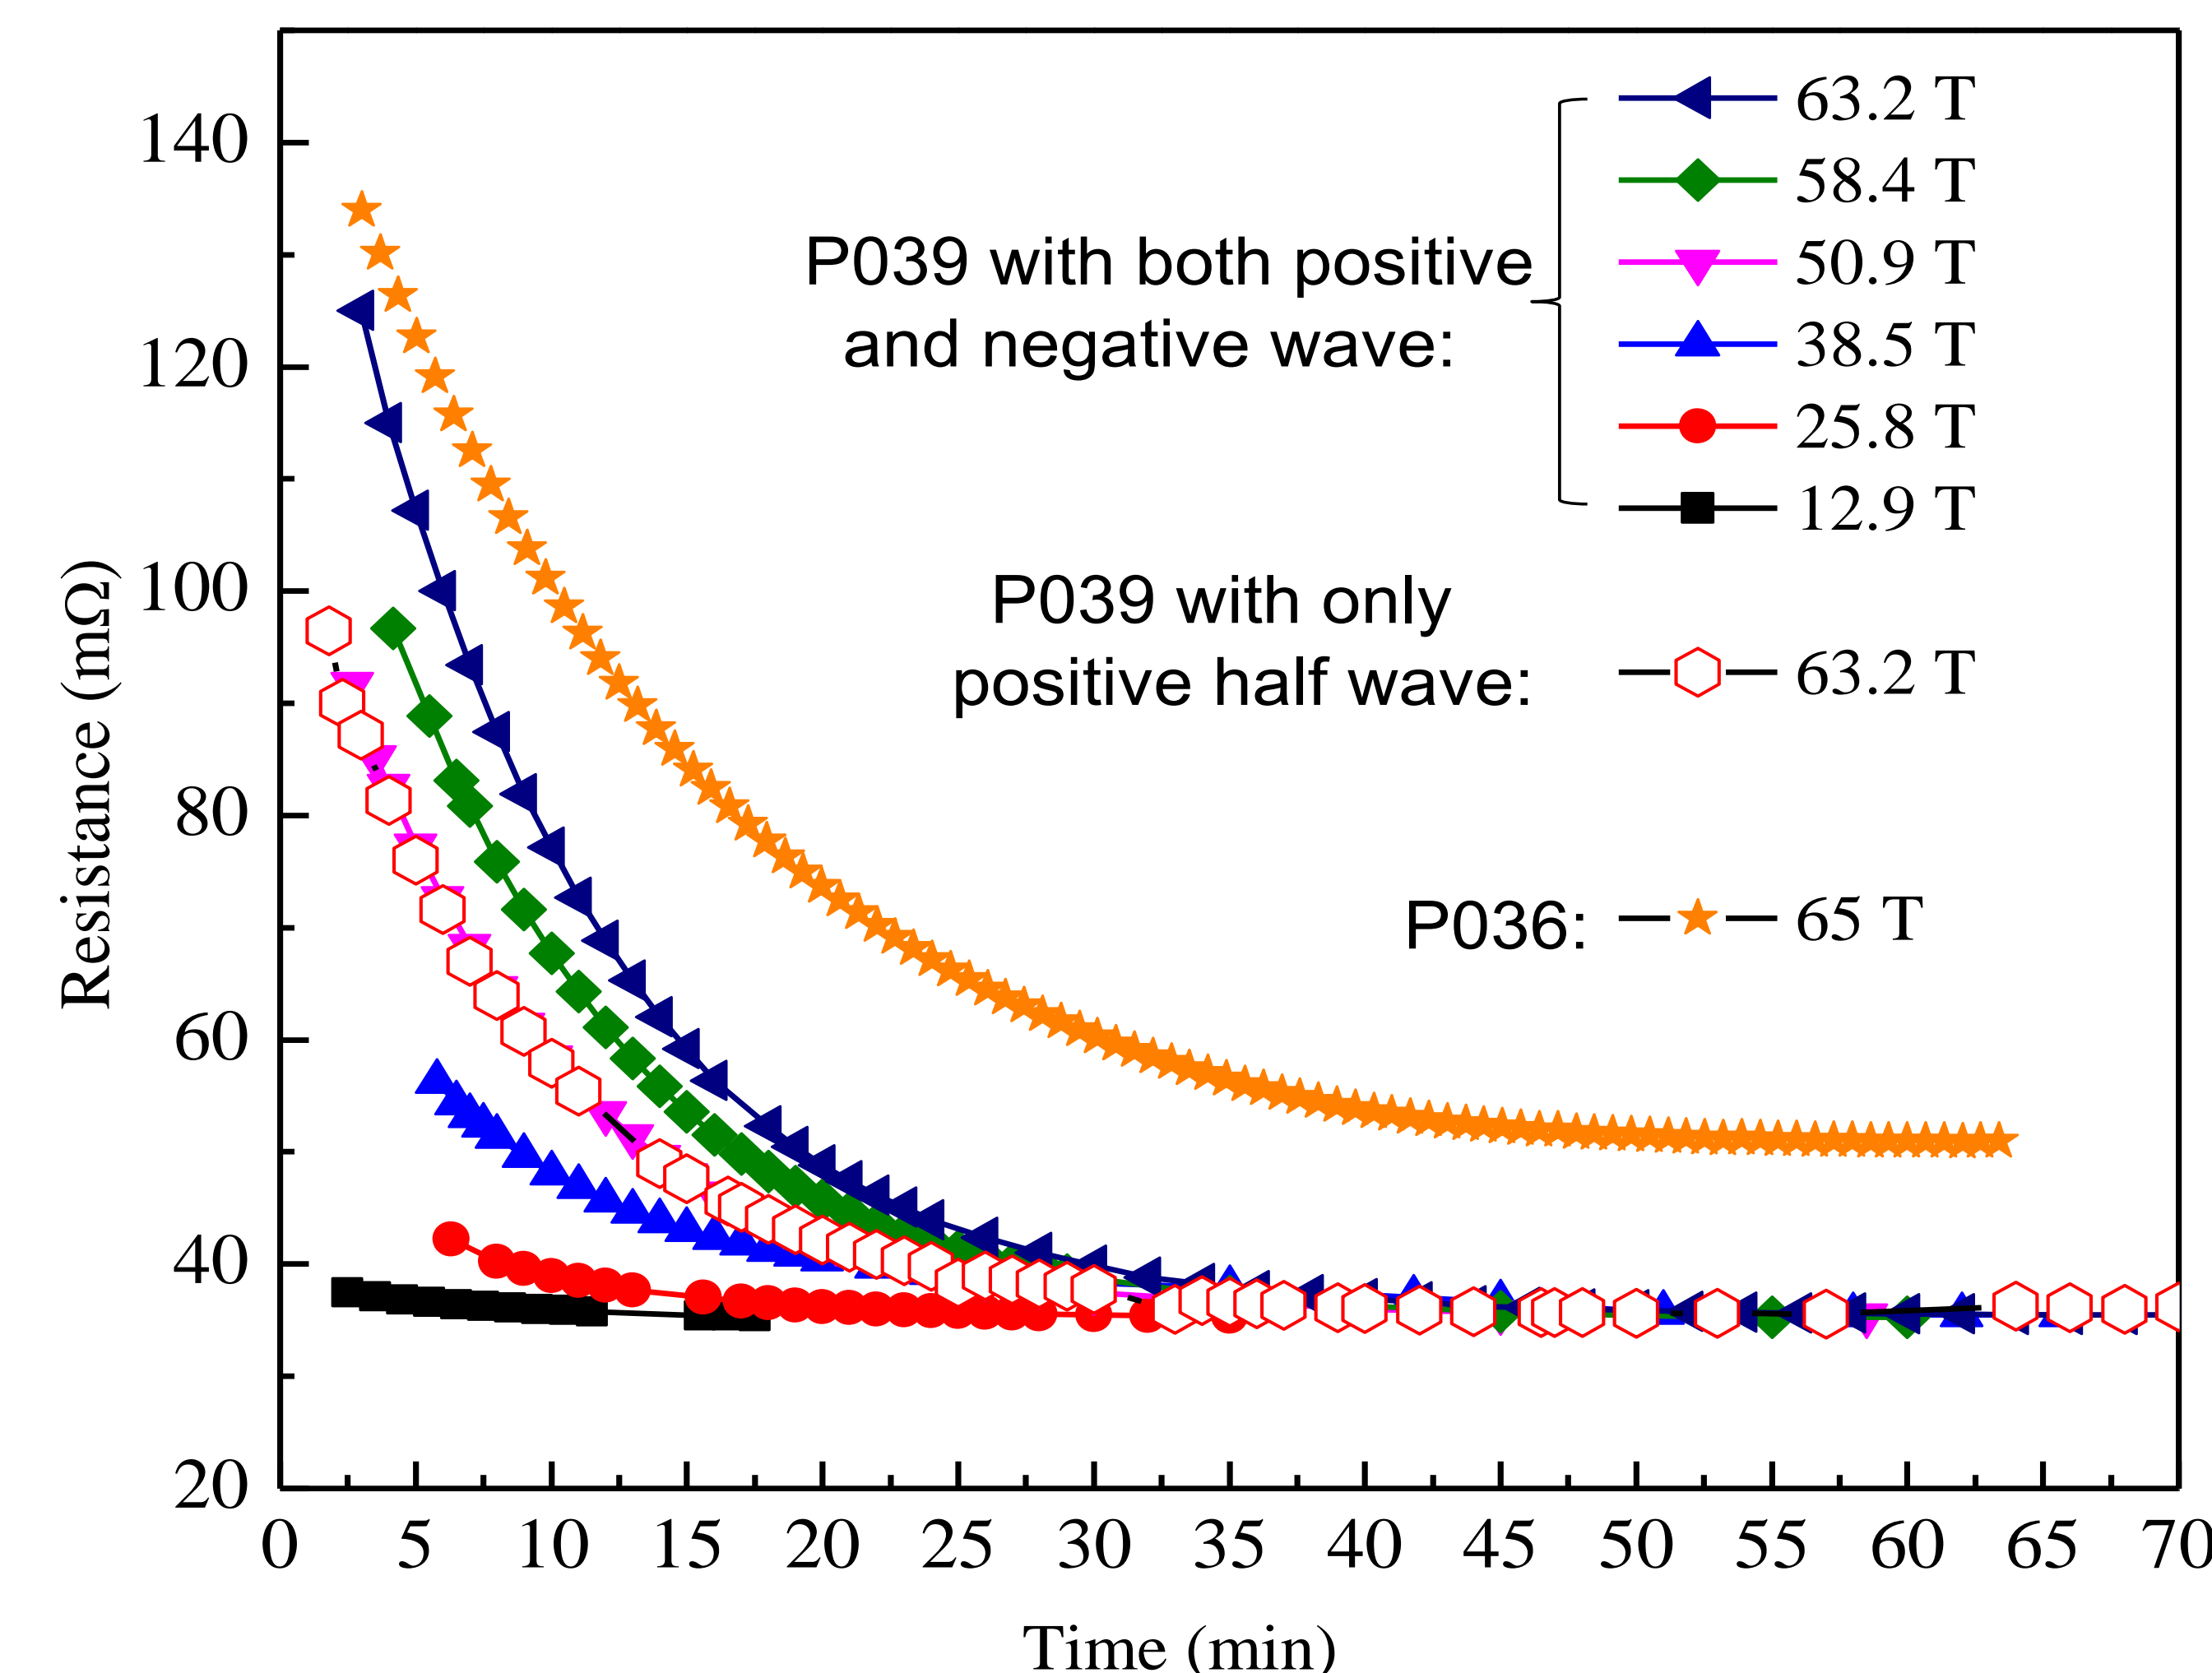 140
120
100
80
60
40
20
Resistance (mΩ)
0 5 10 15 20 25 30 35 40 45 50 55 60 65 70
Time (min)
P039 with both positive
and negative wave:
63.2 T
58.4 T
50.9 T
38.5 T
25.8 T
12.9 T
P039 with only
positive half wave:
63.2 T
P036:
65 T